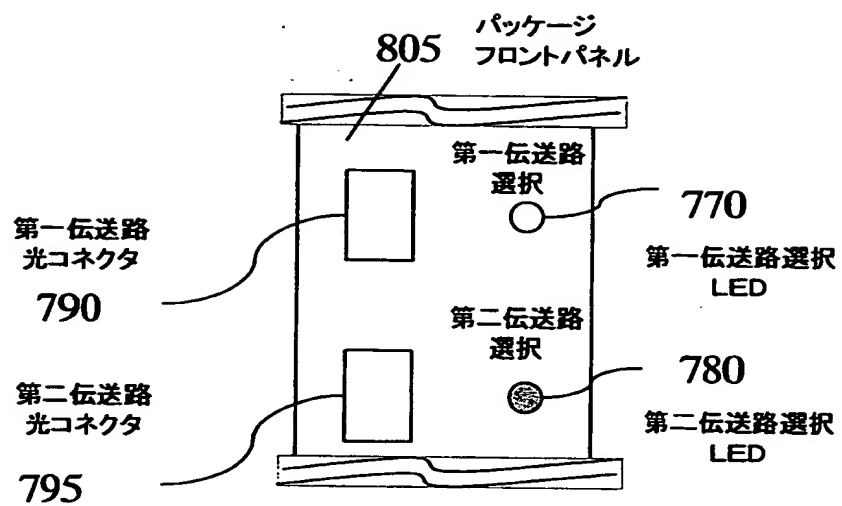 805
パッケージ
フロントパネル
第一伝送路
選択
770
第一伝送路選択
LED
第一伝送路
光コネクタ
790
第二伝送路
選択
780
第二伝送路選択
LED
第二伝送路
光コネクタ
795